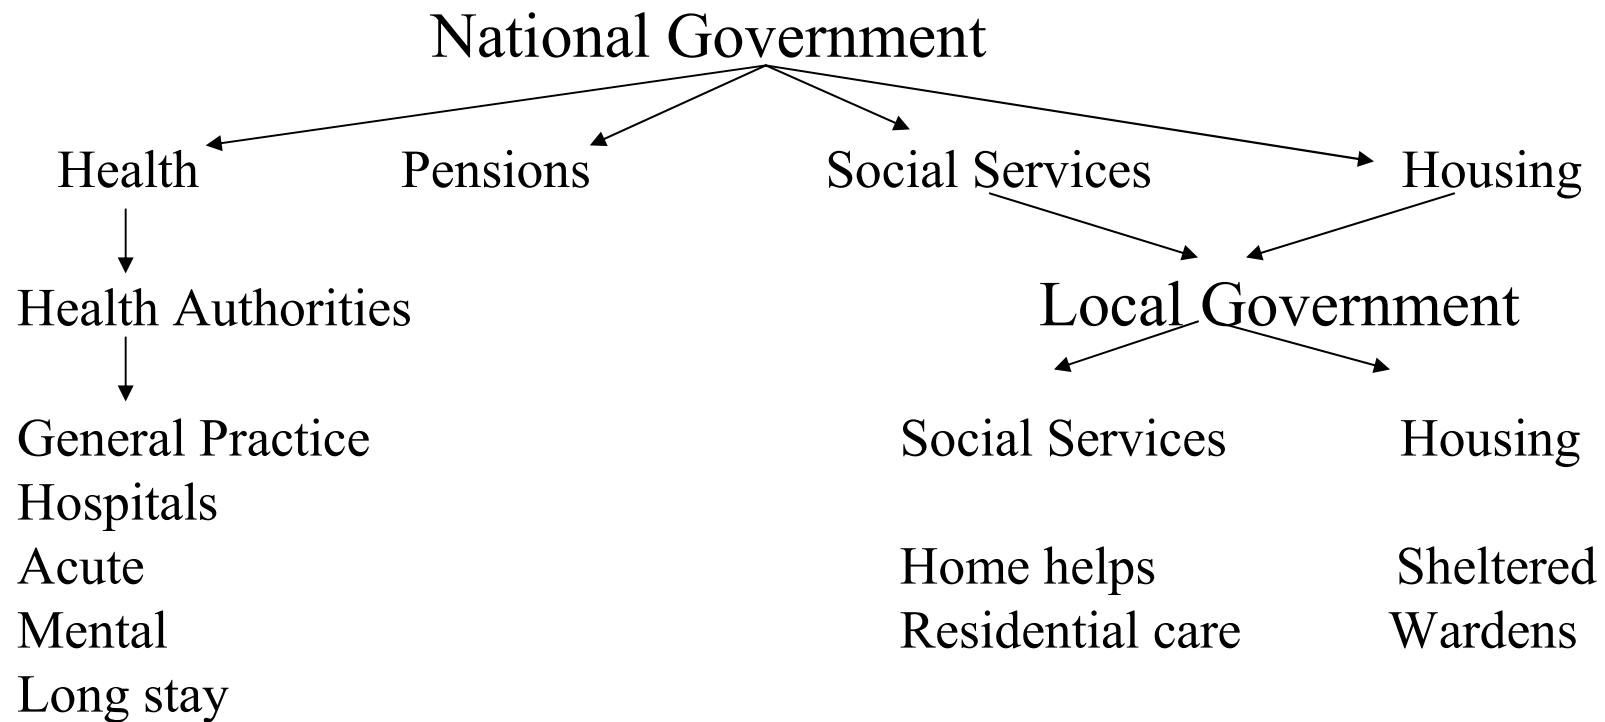 National Government
Health Pensions Social Services Housing
Health Authorities Local Government
General Practice Social Services Housing
Hospitals
Acute Home helps Sheltered
Mental Residential care Wardens
Long stay